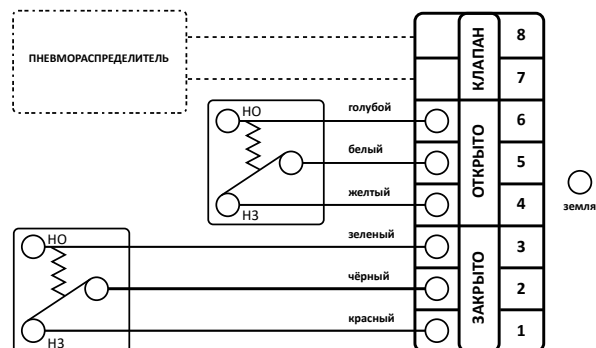 ПНЕВМОРАСПРЕДЕЛИТЕЛЬ
КЛАПАН
8
7
НО
голубой
6
белый
ОТКРЫТО
5
желтый
4
НЗ
земля
НО
зеленый
3
чёрный
ЗАКРЫТО
2
красный
1
НЗ